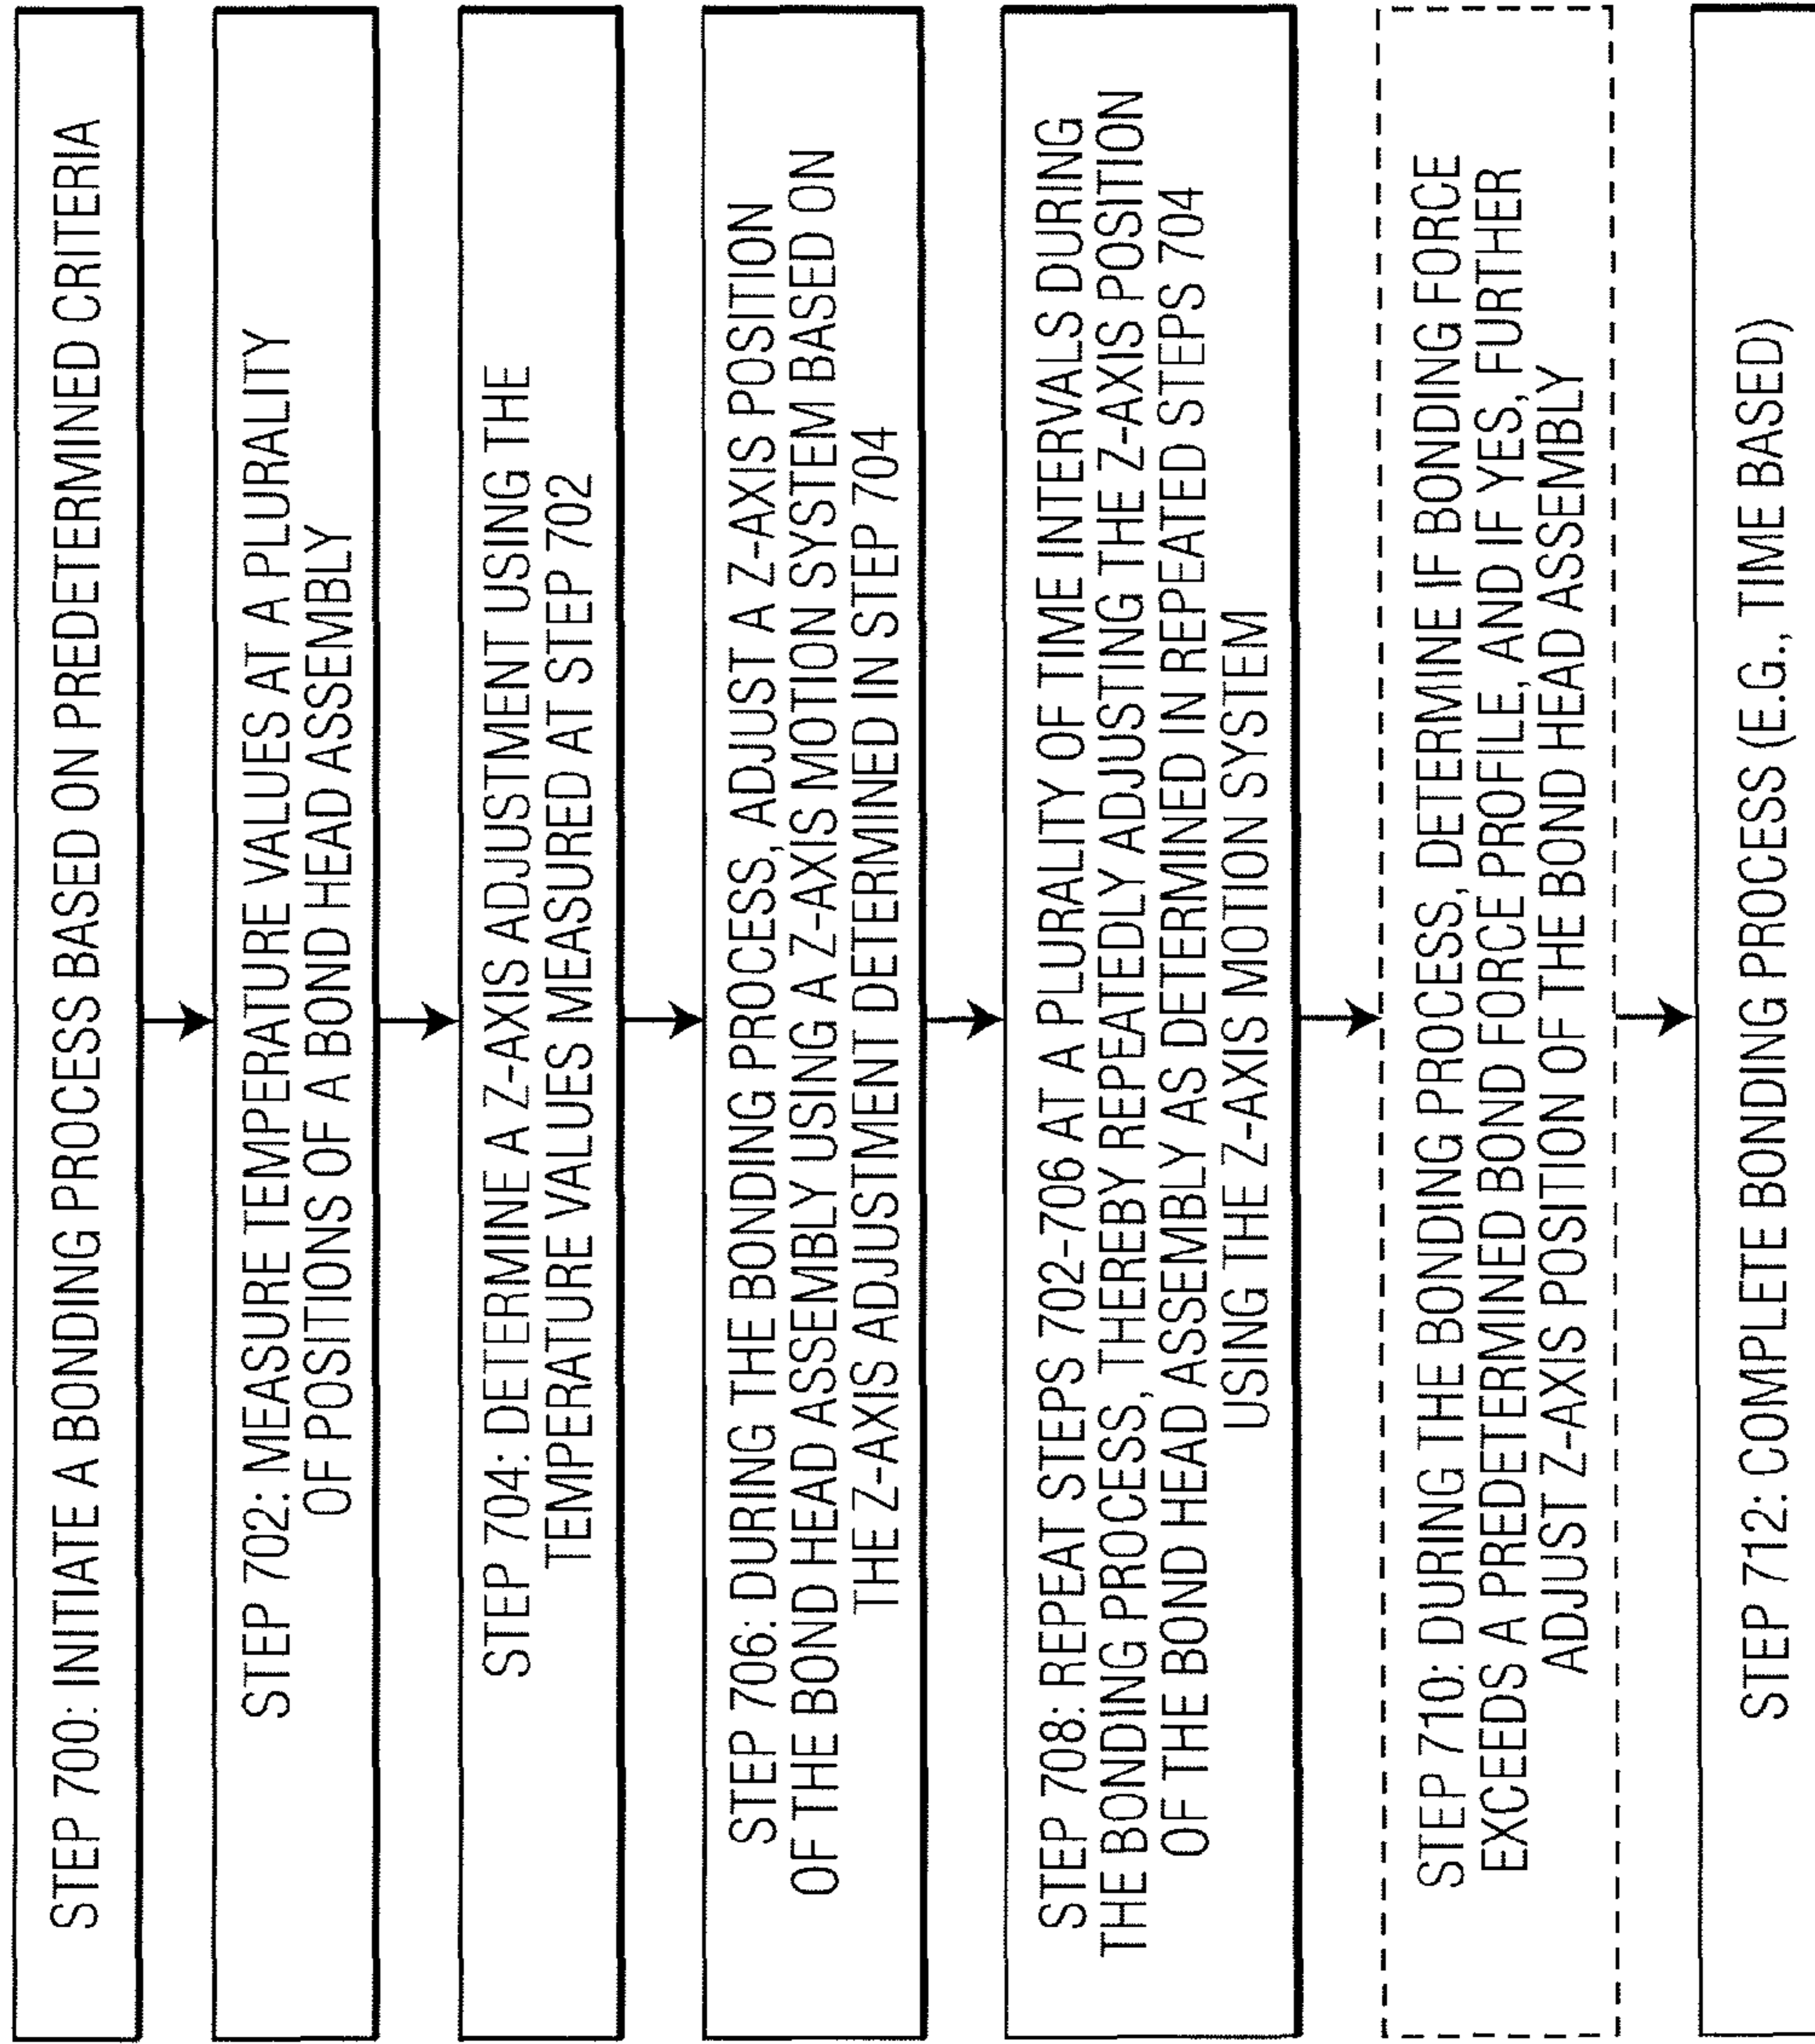 STEP 700: INITIATE A BONDING PROCESS BASED ON PREDETERMINED CRITERIA
STEP 702: MEASURE TEMPERATURE VALUES AT A PLURALITY
OF POSITIONS OF A BOND HEAD ASSEMBLY
STEP 704: DETERMINE A Z-AXIS ADJUSTMENT USING THE
TEMPERATURE VALUES MEASURED AT STEP 702
STEP 706: DURING THE BONDING PROCESS, ADJUST A Z-AXIS POSITION
OF THE BOND HEAD ASSEMBLY USING A Z-AXIS MOTION SYSTEM BASED ON
THE Z-AXIS ADJUSTMENT DETERMINED IN STEP 704
STEP 708: REPEAT STEPS 702-706 AT A PLURALITY OF TIME INTERVALS DURING
THE BONDING PROCESS, THEREBY REPEATEDLY ADJUSTING THE Z-AXIS POSITION
OF THE BOND HEAD ASSEMBLY AS DETERMINED IN REPEATED STEPS 704
USING THE Z-AXIS MOTION SYSTEM
STEP 710: DURING THE BONDING PROCESS, DETERMINE IF BONDING FORCE
EXCEEDS A PREDETERMINED BOND FORCE PROFILE, AND IF YES, FURTHER
ADJUST Z-AXIS POSITION OF THE BOND HEAD ASSEMBLY
STEP 712: COMPLETE BONDING PROCESS (E.G., TIME BASED)